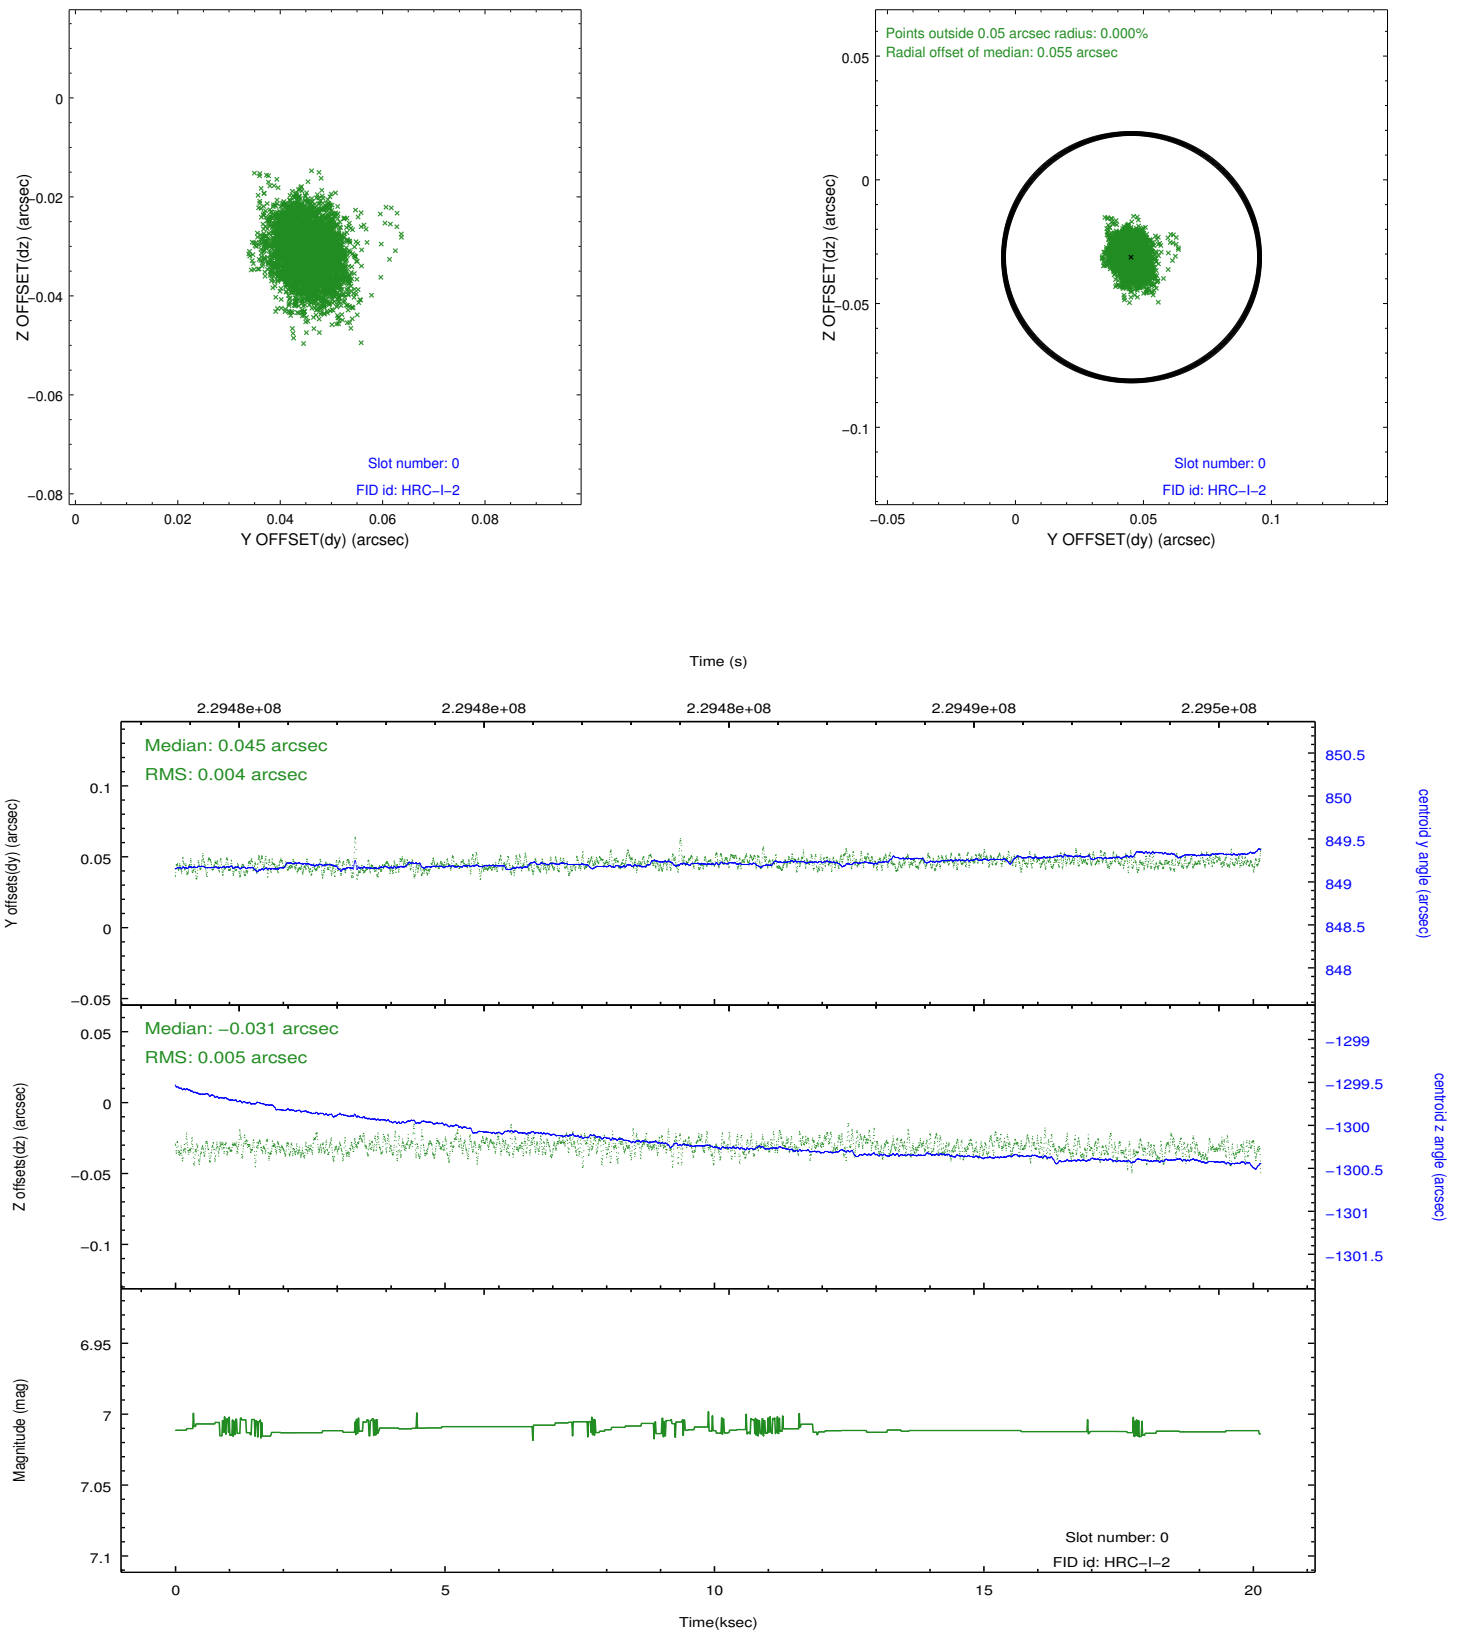 0
−0.02
−0.04
−0.06
−0.08
Z OFFSET(dz) (arcsec)
Slot number: 0
FID id: HRC−I−2
0
0.02
0.04
0.06
0.08
Y OFFSET(dy) (arcsec)
Points outside 0.05 arcsec radius: 0.000%
Radial offset of median: 0.055 arcsec
0.05
0
−0.05
−0.1
Z OFFSET(dz) (arcsec)
Slot number: 0
FID id: HRC−I−2
−0.05
0
0.05
0.1
Y OFFSET(dy) (arcsec)
Time (s)
2.2948e+08
2.2948e+08
2.2948e+08
2.2949e+08
2.295e+08
Median: 0.045 arcsec
RMS: 0.004 arcsec
0.1
0.05
0
−0.05
Y offsets(dy) (arcsec)
850.5
850
849.5
849
848.5
848
centroid y angle (arcsec)
Median: −0.031 arcsec
RMS: 0.005 arcsec
0.05
0
−0.05
−0.1
Z offsets(dz) (arcsec)
−1299
−1299.5
−1300
−1300.5
−1301
−1301.5
centroid z angle (arcsec)
6.95
7
7.05
7.1
Magnitude (mag)
Slot number: 0
FID id: HRC−I−2
0
5
10
15
20
Time(ksec)